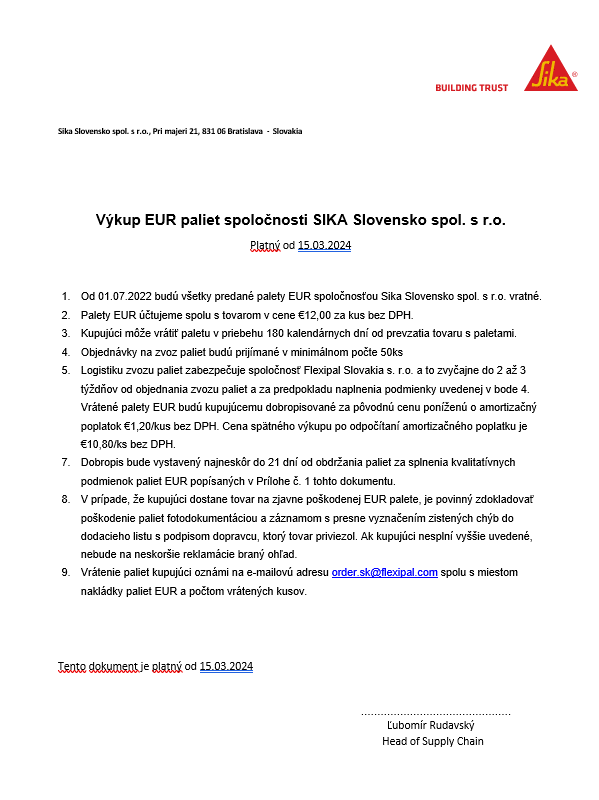 BUILDING TRUST
Sika®
Sika Slovensko spol. s r.o., Pri majeri 21, 831 06 Bratislava - Slovakia
Výkup EUR paliet spoločnosti SIKA Slovensko spol. s r.o.
Platný od 15.03.2024
1. Od 01.07.2022 budú všetky predané palety EUR spoločnosťou Sika Slovensko spol. s r.o. vratné.
2. Palety EUR účtujeme spolu s tovarom v cene €12,00 za kus bez DPH.
3. Kupujúci môže vrátiť paletu v priebehu 180 kalendárnych dní od prevzatia tovaru s paletami.
4. Objednávky na zvoz paliet budú prijímaní v minimálnom počte 50ks
5. Logistiku zvozu paliet zabezpečuje spoločnosť Flexipal Slovakia s. r.o. a to zvyčajne do 2 až 3
týždňov od objednania zvozu paliet a za predpokladu naplnenia podmienky uvedenej v bode 4.
Vrátené palety EUR budú kupujúcemu dobropisované za pôvodnú cenu poníženú o amortizačný
poplatok €1,20/kus bez DPH. Cena spätného výkupu po odpočítaní amortizačného poplatku je
€10,80/ks bez DPH.
7. Dobropis bude vystavený najneskôr do 21 dní od obdržania paliet za splnenia kvalitatívnych
podmienok paliet EUR popísaných v Prílohe č. 1 tohto dokumentu.
8. V prípade, že kupujúci dostane tovar na zjavne poškodenej EUR palete, je povinný zdokladovať
poškodenie paliet fotodokumentáciou a záznamom s presne vyznačením zistených chýb do
dodacieho listu s podpisom dopravcu, ktorý tovar priviezol. Ak kupujúci nesplní vyššie uvedené,
nebude na neskoršie reklamácie braný ohľad.
9. Vrátenie paliet kupujúci oznámi na e-mailovú adresu order.sk@flexipal.com spolu s miestom
nakládky paliet EUR a počtom vrátených kusov.
Tento dokument je platný od 15.03.2024
..............................................
Ľubomír Rudavský
Head of Supply Chain